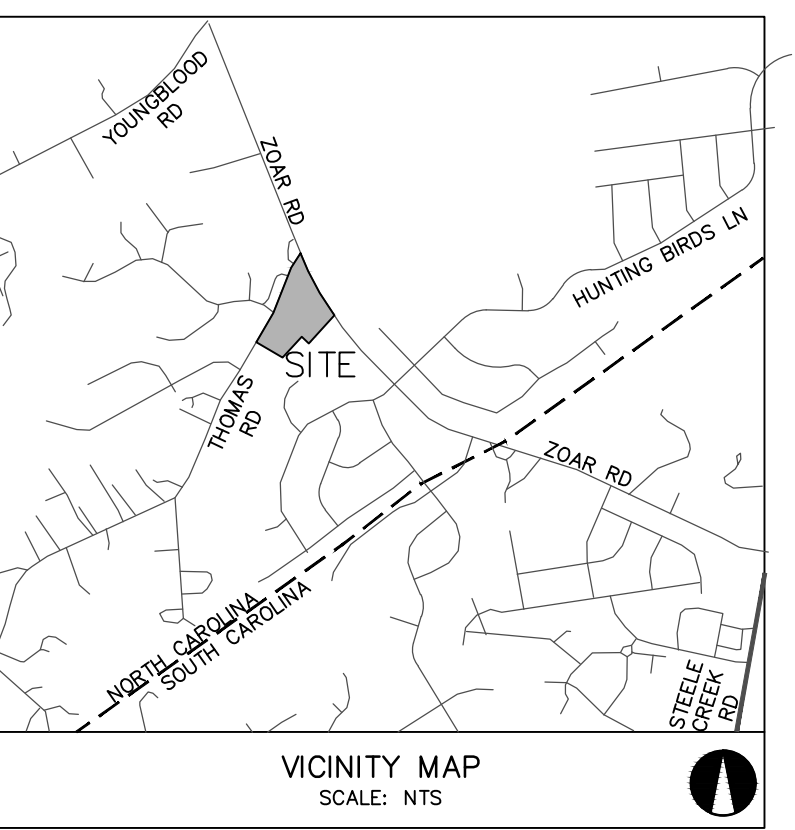 YOUNGBLOOD
RD
ZOAR RD
HUNTING BIRDS LN
SITE
THOMAS
RD
ZOAR RD
NORTH CAROLINA
SOUTH CAROLINA
STEELE
CREEK
RD
VICINITY MAP
SCALE: NTS